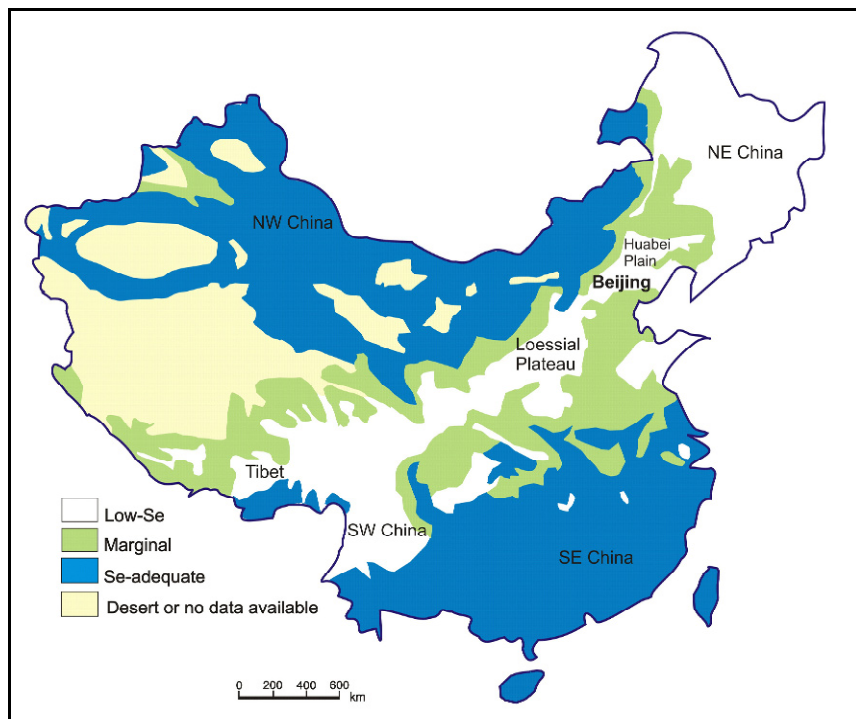 NE China
NW China
Huabei
Plain
Beijing
Loessial
Plateau
Tibet
SW China
SE China
Low-Se
Marginal
Se-adequate
Desert or no data available
0 200 400 600
km